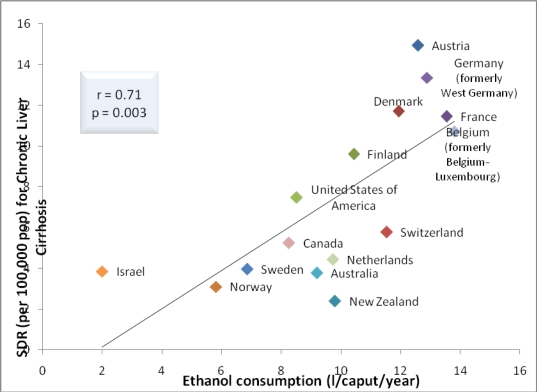 16
14
12
10
8
4
2
0
SDR (per 100,000 pop) for Chronic Liver
Cirrhosis
r = 0.71
p = 0.003
Austria
Germany
(formerly
West Germany)
Denmark
France
Belgium
(formerly
Belgium-
Luxembourg)
Finland
United States of
America
Switzerland
Canada
Netherlands
Israel
Sweden
Australia
Norway
New Zealand
0 2 4 6 8 10 12 14 16
Ethanol consumption (l/caput/year)